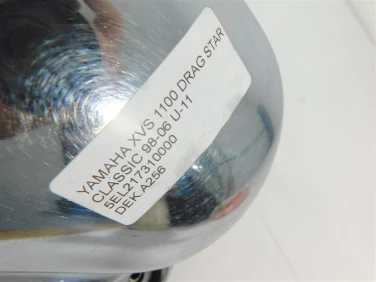 YAMAHA XVS 1100 DRAG STAR
CLASSIC 98-06 U-11
5EL217310000
DEK.A256